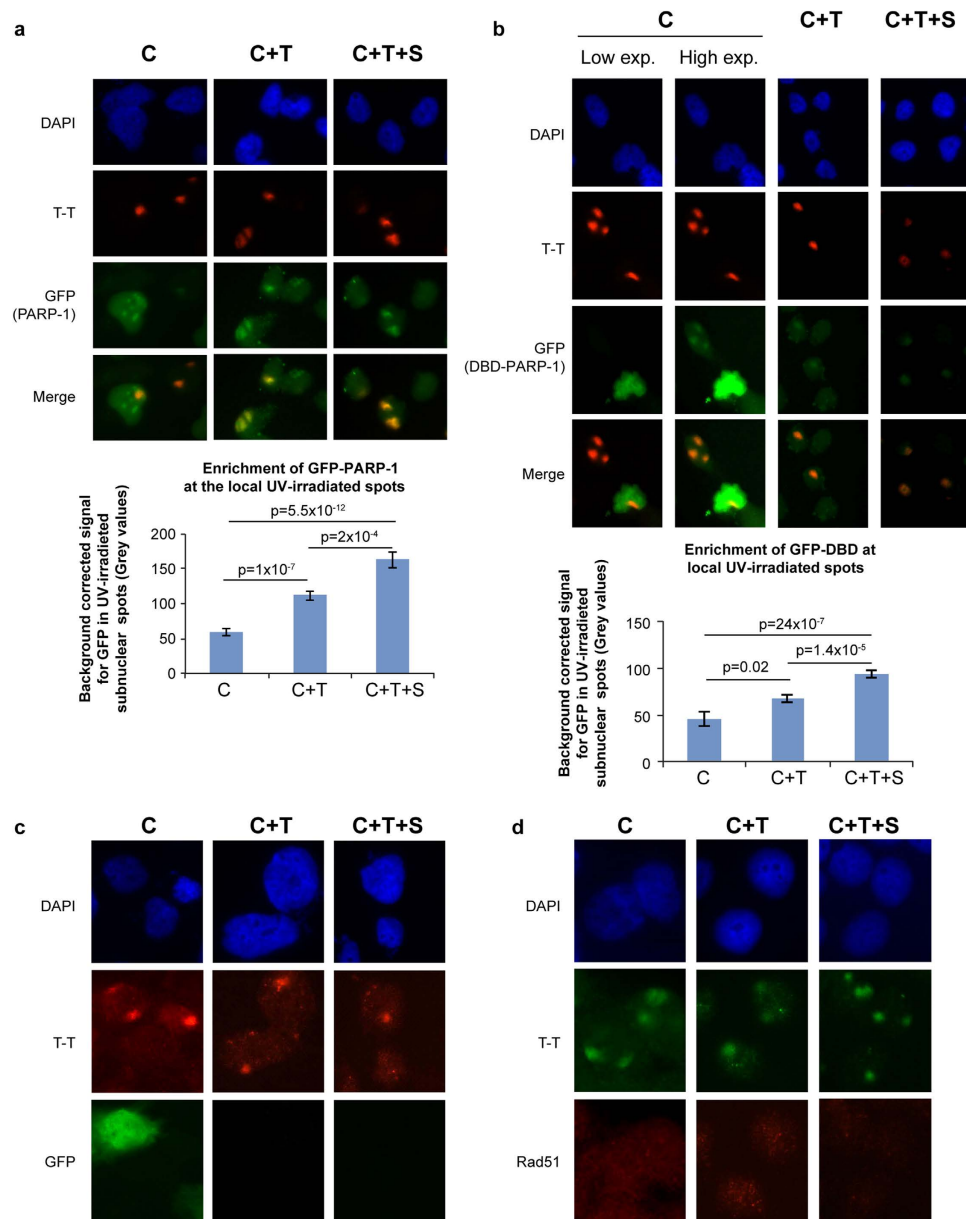 a
C C+T C+T+S
DAPI
T-T
GFP
(PARP-1)
Merge
Enrichment of GFP-PARP-1
at the local UV-irradiated spots
Background corrected signal
for GFP in UV-irradieted
subnuclear spots (Grey values)
200
150
100
50
0
p=5.5x10-12
p=2x10-4
p=1x10-7
C C+T C+T+S
b
C C+T C+T+S
Low exp. High exp.
DAPI
T-T
GFP
(DBD-PARP-1)
Merge
Enrichment of GFP-DBD at
local UV-irradiated spots
Background corrected signal
for GFP in UV-irradieted
subnuclear spots (Grey values)
150
100
50
0
p=24x10-7
p=1.4x10-5
p=0.02
C C+T C+T+S
c
C C+T C+T+S
DAPI
T-T
GFP
d
C C+T C+T+S
DAPI
T-T
Rad51